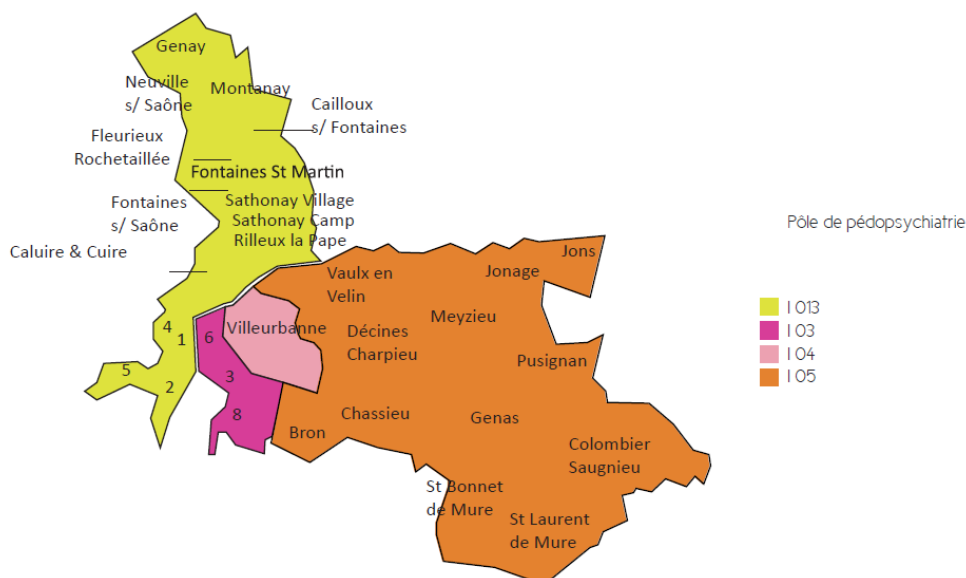 Genay
Neuville
s/ Saône
Montanay
Cailloux
s/ Fontaines
Fleurieux
Rochetaillée
Fontaines St Martin
Fontaines
s/ Saône
Sathonay Village
Sathonay Camp
Rilleux la Pape
Caluire & Cuire
Pôle de pédopsychiatrie
Jons
Jonage
Vaulx en
Velin
Meyzieu
I 013
I 03
I 04
I 05
4
1
6
Villeurbanne
Décines
Charpieu
Pusignan
5
2
3
8
Chassieu
Genas
Bron
Colombier
Saugnieu
St Bonnet
de Mure
St Laurent
de Mure